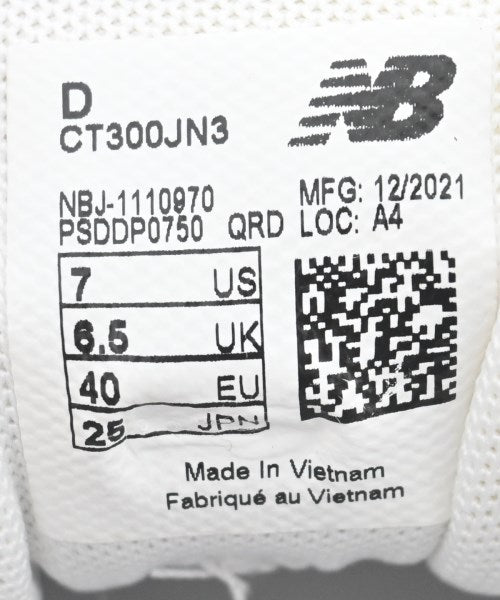 D
CT300JN3
NB
NBJ-1110970
PSDDP0750 QRD
MFG: 12/2021
LOC: A4
7 US
6.5 UK
40 EU
25 JPN
Made In Vietnam
Fabriqué au Vietnam